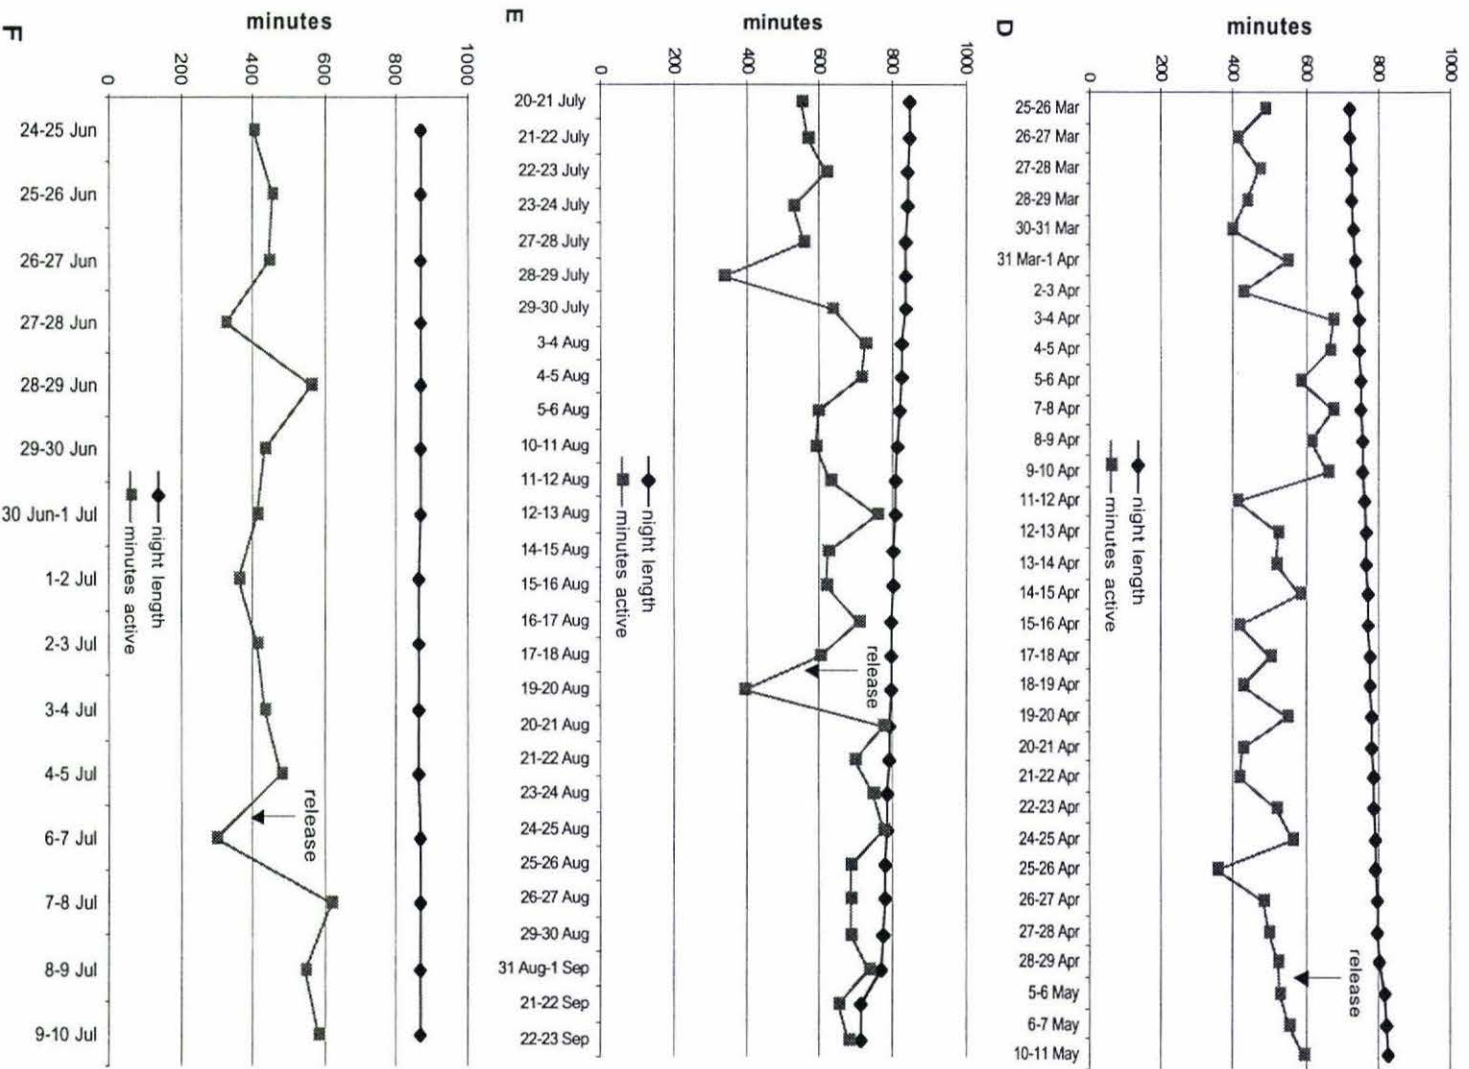 F
minutes
0
200
400
600
800
1000
24-25 Jun
25-26 Jun
26-27 Jun
27-28 Jun
28-29 Jun
29-30 Jun
30 Jun-1 Jul
1-2 Jul
2-3 Jul
3-4 Jul
4-5 Jul
6-7 Jul
7-8 Jul
8-9 Jul
9-10 Jul
night length
minutes active
release
E
minutes
0
200
400
600
800
1000
20-21 July
21-22 July
22-23 July
23-24 July
27-28 July
28-29 July
29-30 July
3-4 Aug
4-5 Aug
5-6 Aug
10-11 Aug
11-12 Aug
12-13 Aug
14-15 Aug
15-16 Aug
16-17 Aug
17-18 Aug
19-20 Aug
20-21 Aug
21-22 Aug
23-24 Aug
24-25 Aug
25-26 Aug
26-27 Aug
29-30 Aug
31 Aug-1 Sep
21-22 Sep
22-23 Sep
night length
minutes active
release
D
minutes
0
200
400
600
800
1000
25-26 Mar
26-27 Mar
27-28 Mar
28-29 Mar
30-31 Mar
31 Mar-1 Apr
2-3 Apr
3-4 Apr
4-5 Apr
5-6 Apr
7-8 Apr
8-9 Apr
9-10 Apr
11-12 Apr
12-13 Apr
13-14 Apr
14-15 Apr
15-16 Apr
17-18 Apr
18-19 Apr
19-20 Apr
20-21 Apr
21-22 Apr
22-23 Apr
24-25 Apr
25-26 Apr
26-27 Apr
27-28 Apr
28-29 Apr
5-6 May
6-7 May
10-11 May
night length
minutes active
release